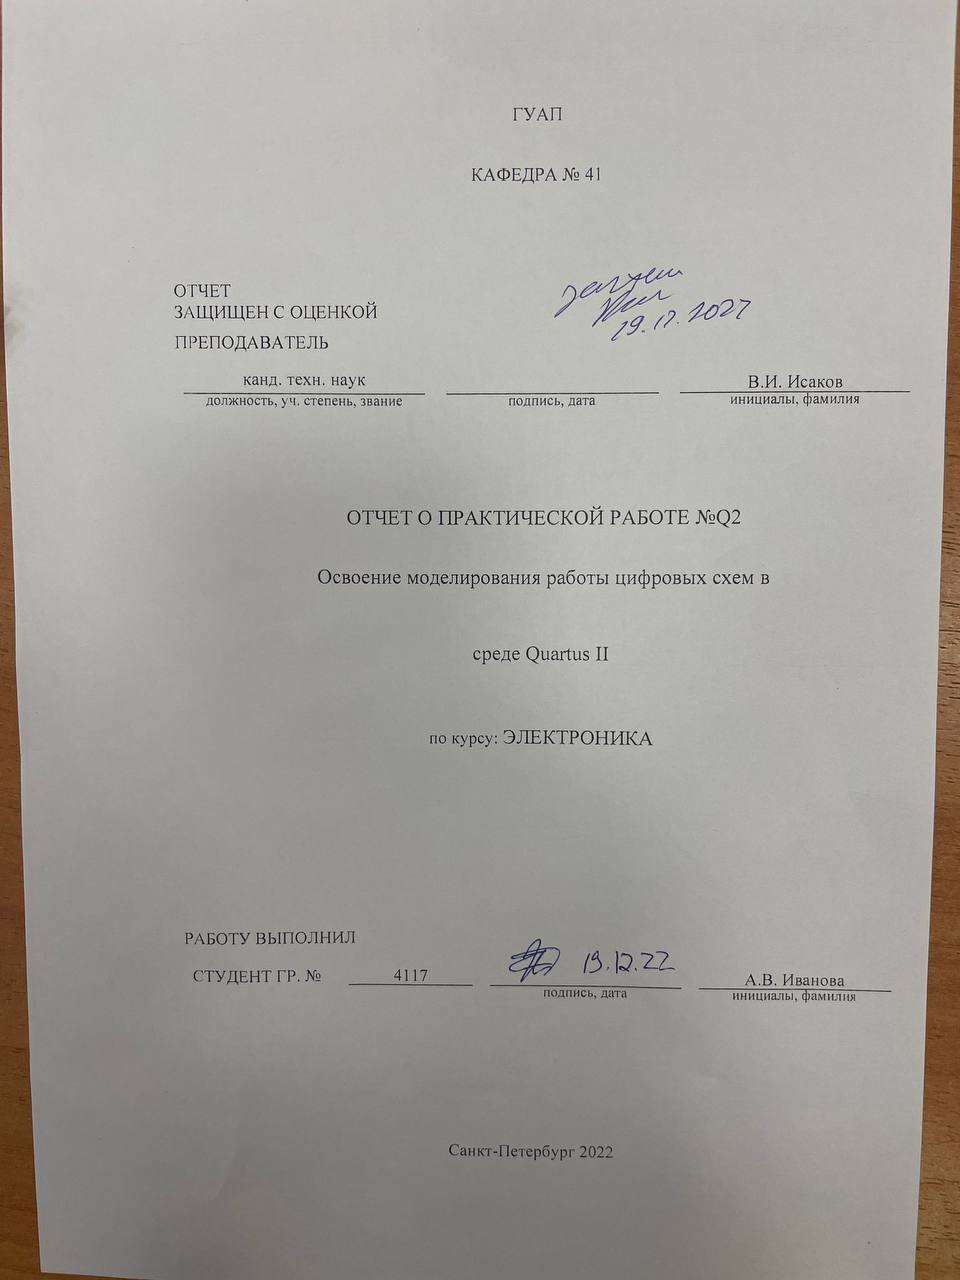 ГУАП
КАФЕДРА № 41
ОТЧЕТ
ЗАЩИЩЕН С ОЦЕНКОЙ
ПРЕПОДАВАТЕЛЬ
19.12.2022
канд. техн. наук
В.И. Исаков
должность, уч. степень, звание
подпись, дата
инициалы, фамилия
ОТЧЕТ О ПРАКТИЧЕСКОЙ РАБОТЕ №Q2
Освоение моделирования работы цифровых схем в
среде Quartus II
по курсу: ЭЛЕКТРОНИКА
РАБОТУ ВЫПОЛНИЛ
СТУДЕНТ ГР. № 4117 19.12.22 А.В. Иванова
подпись, дата
инициалы, фамилия
Санкт-Петербург 2022